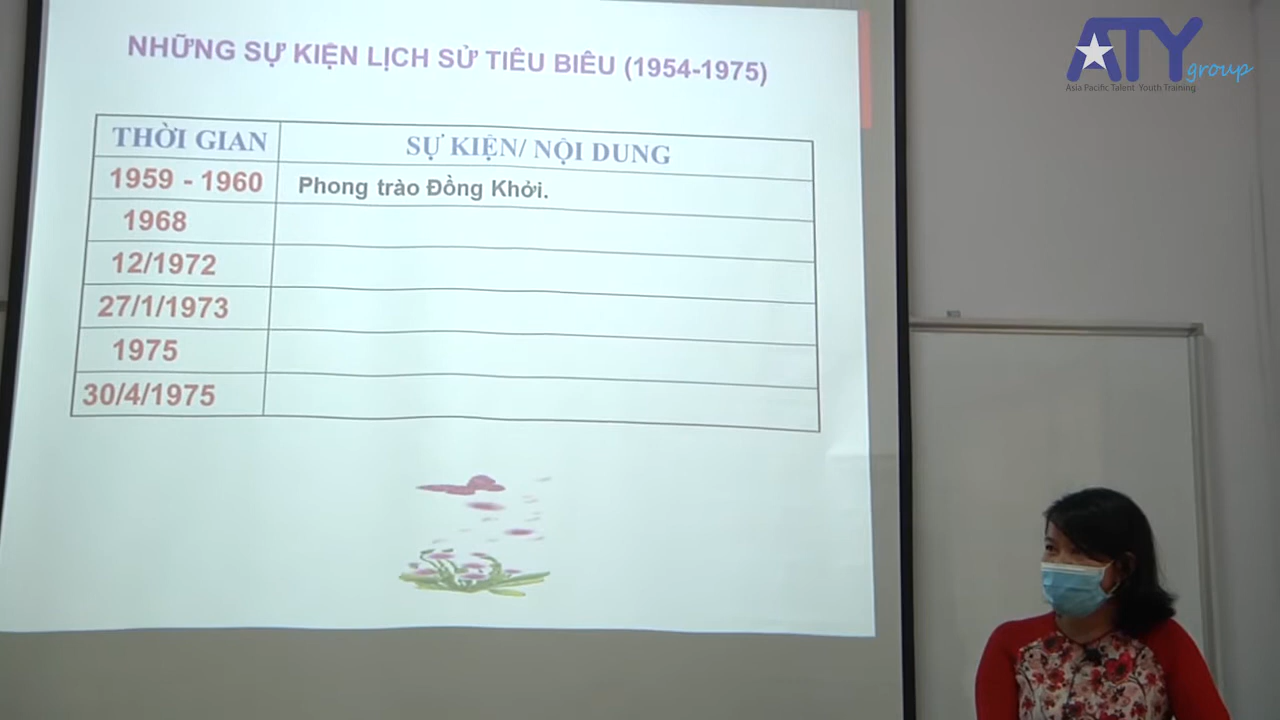 NHỮNG SỰ KIỆN LỊCH SỬ TIÊU BIÊU (1954-1975)
THỜI GIAN SỰ KIỆN/ NỘI DUNG
1959 - 1960 Phong trào Đồng Khởi.
1968
12/1972
27/1/1973
1975
30/4/1975
ATY group
Asia Pacific Talent Youth Training